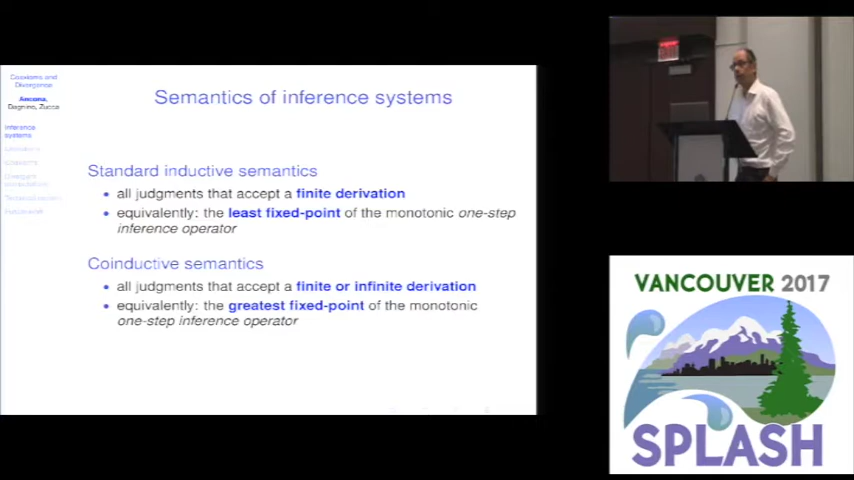 Coaxioms and
Divergence
Ancona,
Dagnino, Zucca
Inference
systems
Semantics of inference systems
Standard inductive semantics
• all judgments that accept a finite derivation
• equivalently: the least fixed-point of the monotonic one-step
inference operator
Coinductive semantics
• all judgments that accept a finite or infinite derivation
• equivalently: the greatest fixed-point of the monotonic
one-step inference operator
VANCOUVER 2017
SPLASH